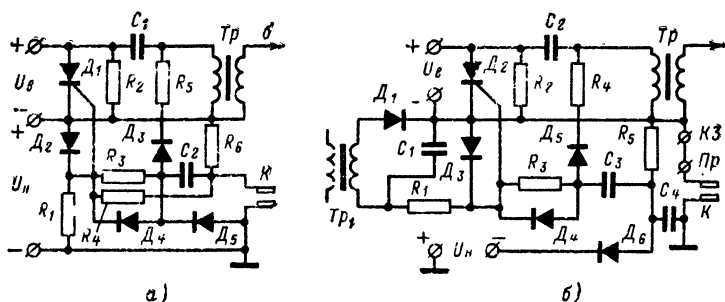 C₁ Тр в
+
Д₁
U_в R₂ R₅
−
+
Д₂ Д₃ R₆
R₃ C₂ К
U_н
R₁ R₄ Д₄ Д₅
−
а)
C₂ Тр
+
Д₂
U_в R₂ R₄
Д₁ −
C₁ Д₃ Д₅ R₅ КЗ
R₃ C₃ Пр
R₁ C₄ К
Тр₁ Д₄
+ U_н − Д₆
б)